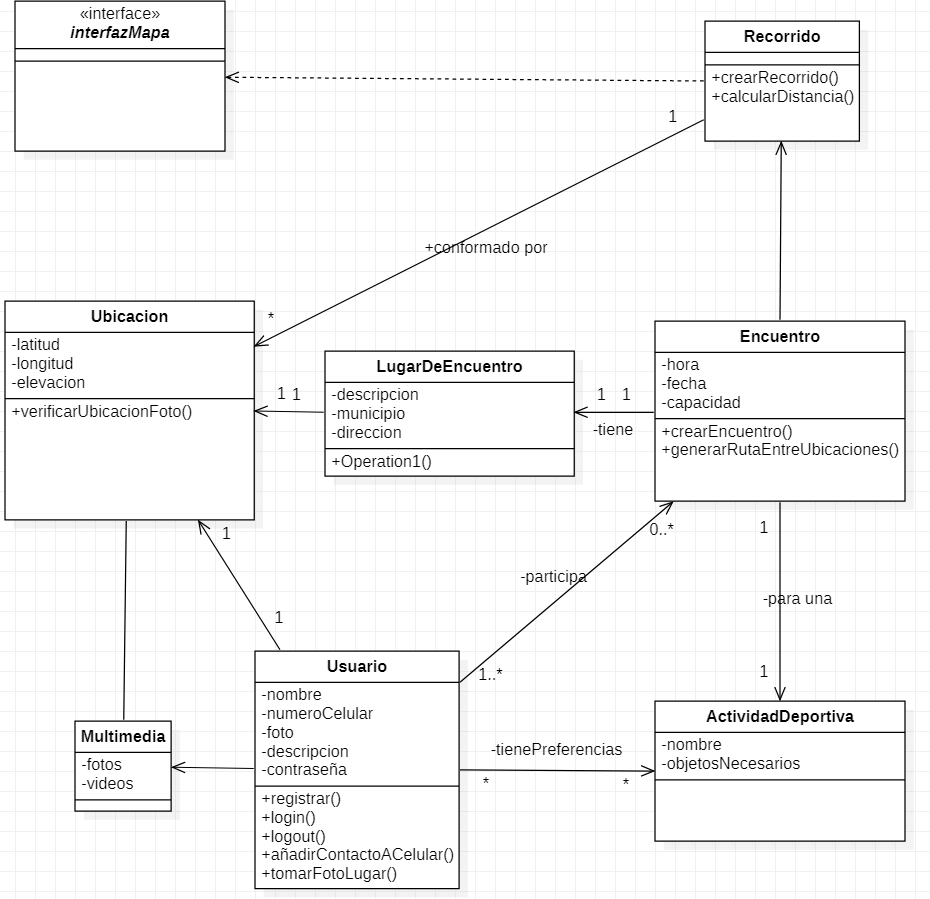 «interface»
interfazMapa
Recorrido
+crearRecorrido()
+calcularDistancia()
1
+conformado por
*
Ubicacion
-latitud
-longitud
-elevacion
+verificarUbicacionFoto()
LugarDeEncuentro
-descripcion
-municipio
-direccion
+Operation1()
1 1
Encuentro
-hora
-fecha
-capacidad
+crearEncuentro()
+generarRutaEntreUbicaciones()
1 1
-tiene
1
1
0..*
-participa
1..*
1
-para una
1
Usuario
-nombre
-numeroCelular
-foto
-descripcion
-contraseña
+registrar()
+login()
+logout()
+añadirContactoACelular()
+tomarFotoLugar()
Multimedia
-fotos
-videos
-tienePreferencias
* *
ActividadDeportiva
-nombre
-objetosNecesarios